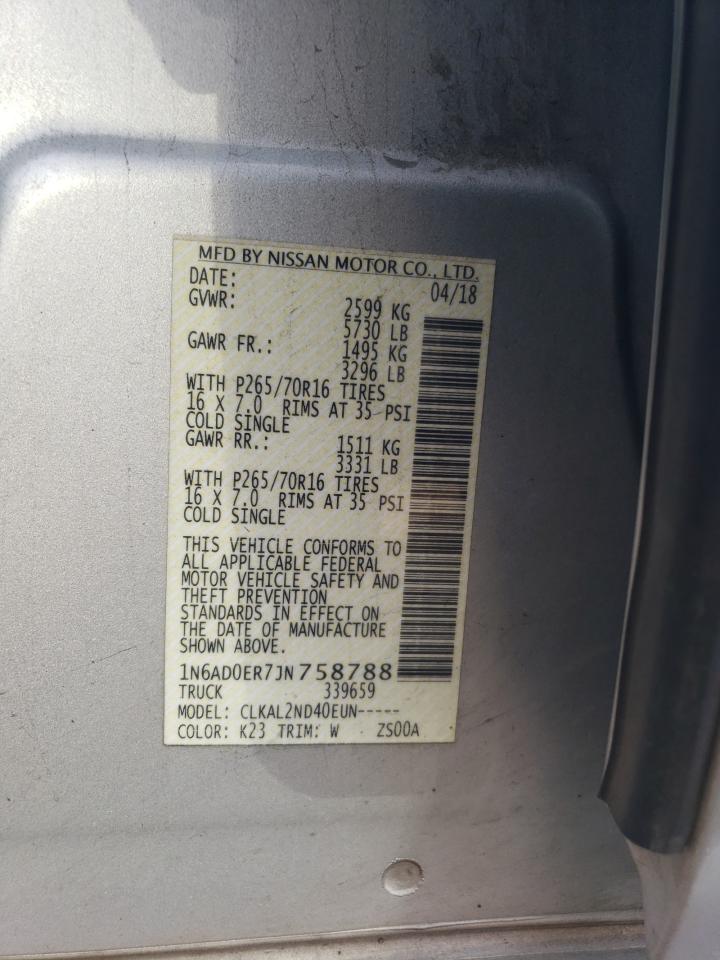 MFD BY NISSAN MOTOR CO., LTD.
DATE: 04/18
GVWR: 2599 KG
5730 LB
GAWR FR.: 1495 KG
3296 LB
WITH P265/70R16 TIRES
16 X 7.0 RIMS AT 35 PSI
COLD SINGLE
GAWR RR.: 1511 KG
3331 LB
WITH P265/70R16 TIRES
16 X 7.0 RIMS AT 35 PSI
COLD SINGLE
THIS VEHICLE CONFORMS TO
ALL APPLICABLE FEDERAL
MOTOR VEHICLE SAFETY AND
THEFT PREVENTION
STANDARDS IN EFFECT ON
THE DATE OF MANUFACTURE
SHOWN ABOVE.
1N6AD0ER7JN758788
TRUCK 339659
MODEL: CLKAL2ND40EUN-----
COLOR: K23 TRIM: W ZS00A